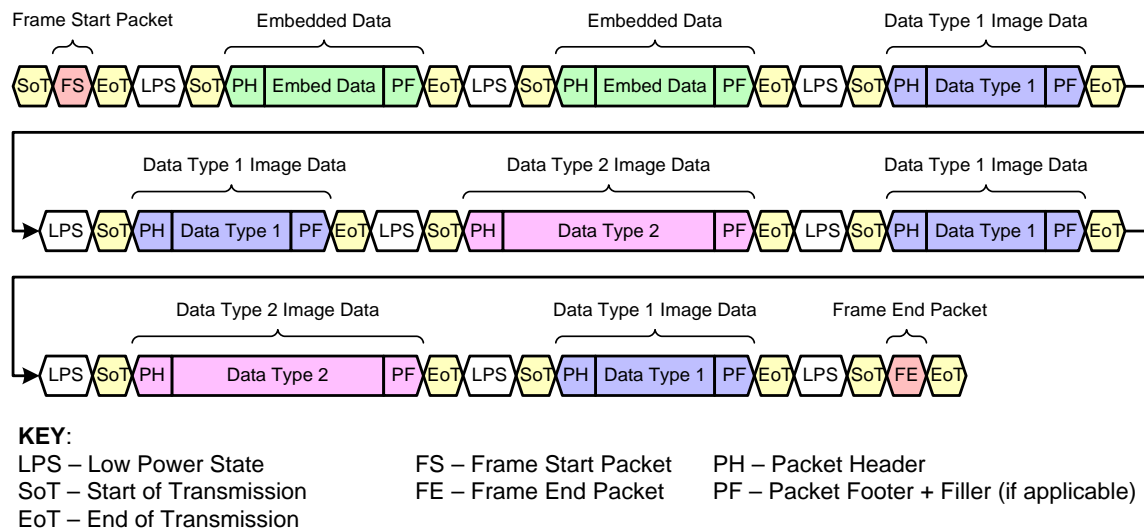 Frame Start Packet Embedded Data Embedded Data Data Type 1 Image Data
SoT FS EoT LPS SoT PH Embed Data PF EoT LPS SoT PH Embed Data PF EoT LPS SoT PH Data Type 1 PF EoT
Data Type 1 Image Data Data Type 2 Image Data Data Type 1 Image Data
LPS SoT PH Data Type 1 PF EoT LPS SoT PH Data Type 2 PF EoT LPS SoT PH Data Type 1 PF EoT
Data Type 2 Image Data Data Type 1 Image Data Frame End Packet
LPS SoT PH Data Type 2 PF EoT LPS SoT PH Data Type 1 PF EoT LPS SoT FE EoT
KEY:
LPS – Low Power State FS – Frame Start Packet PH – Packet Header
SoT – Start of Transmission FE – Frame End Packet PF – Packet Footer + Filler (if applicable)
EoT – End of Transmission